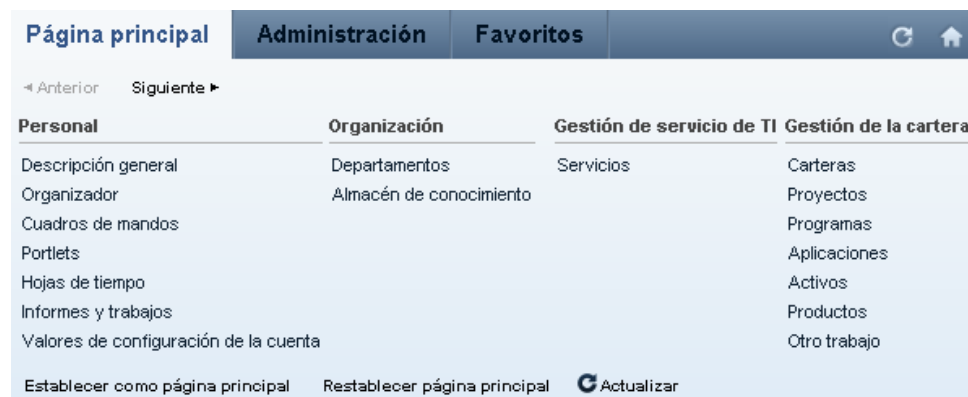 Página principal Administración Favoritos
Anterior Siguiente
Personal Organización Gestión de servicio de TI Gestión de la cartera
Descripción general Departamentos Servicios Carteras
Organizador Almacén de conocimiento Proyectos
Cuadros de mandos Programas
Portlets Aplicaciones
Hojas de tiempo Activos
Informes y trabajos Productos
Valores de configuración de la cuenta Otro trabajo
Establecer como página principal Restablecer página principal Actualizar